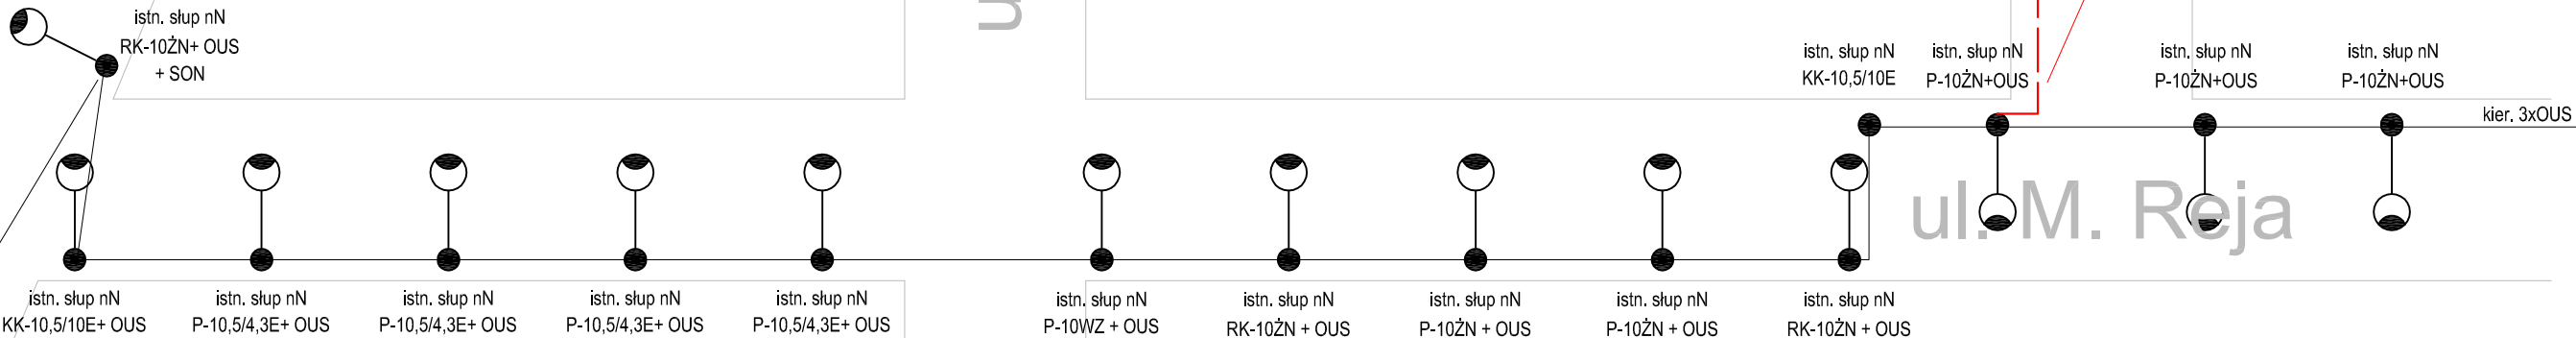 istn. słup nN
RK-10ŻN+ OUS
+ SON
istn. słup nN
KK-10,5/10E
istn. słup nN
P-10ŻN+OUS
istn. słup nN
P-10ŻN+OUS
istn. słup nN
P-10ŻN+OUS
kier. 3xOUS
ul. M. Reja
istn. słup nN
KK-10,5/10E+ OUS
istn. słup nN
P-10,5/4,3E+ OUS
istn. słup nN
P-10,5/4,3E+ OUS
istn. słup nN
P-10,5/4,3E+ OUS
istn. słup nN
P-10,5/4,3E+ OUS
istn. słup nN
P-10WZ + OUS
istn. słup nN
RK-10ŻN + OUS
istn. słup nN
P-10ŻN + OUS
istn. słup nN
P-10ŻN + OUS
istn. słup nN
RK-10ŻN + OUS